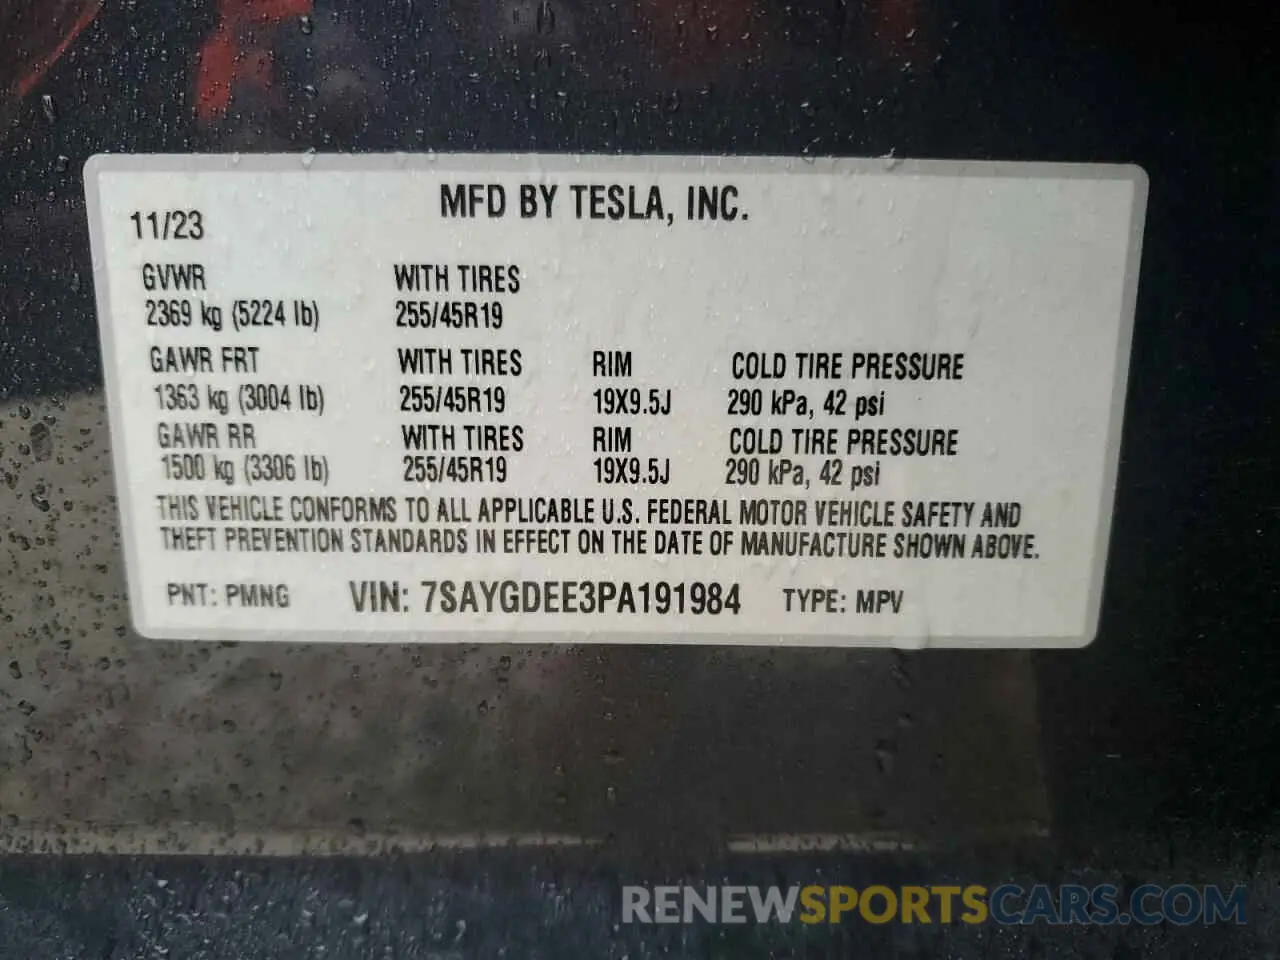 MFD BY TESLA, INC.
11/23
GVWR WITH TIRES
2369 kg (5224 lb) 255/45R19
GAWR FRT WITH TIRES RIM COLD TIRE PRESSURE
1363 kg (3004 lb) 255/45R19 19X9.5J 290 kPa, 42 psi
GAWR RR WITH TIRES RIM COLD TIRE PRESSURE
1500 kg (3306 lb) 255/45R19 19X9.5J 290 kPa, 42 psi
THIS VEHICLE CONFORMS TO ALL APPLICABLE U.S. FEDERAL MOTOR VEHICLE SAFETY AND
THEFT PREVENTION STANDARDS IN EFFECT ON THE DATE OF MANUFACTURE SHOWN ABOVE.
PNT: PMNG VIN: 7SAYGDEE3PA191984 TYPE: MPV
RENEWSPORTSCARS.COM